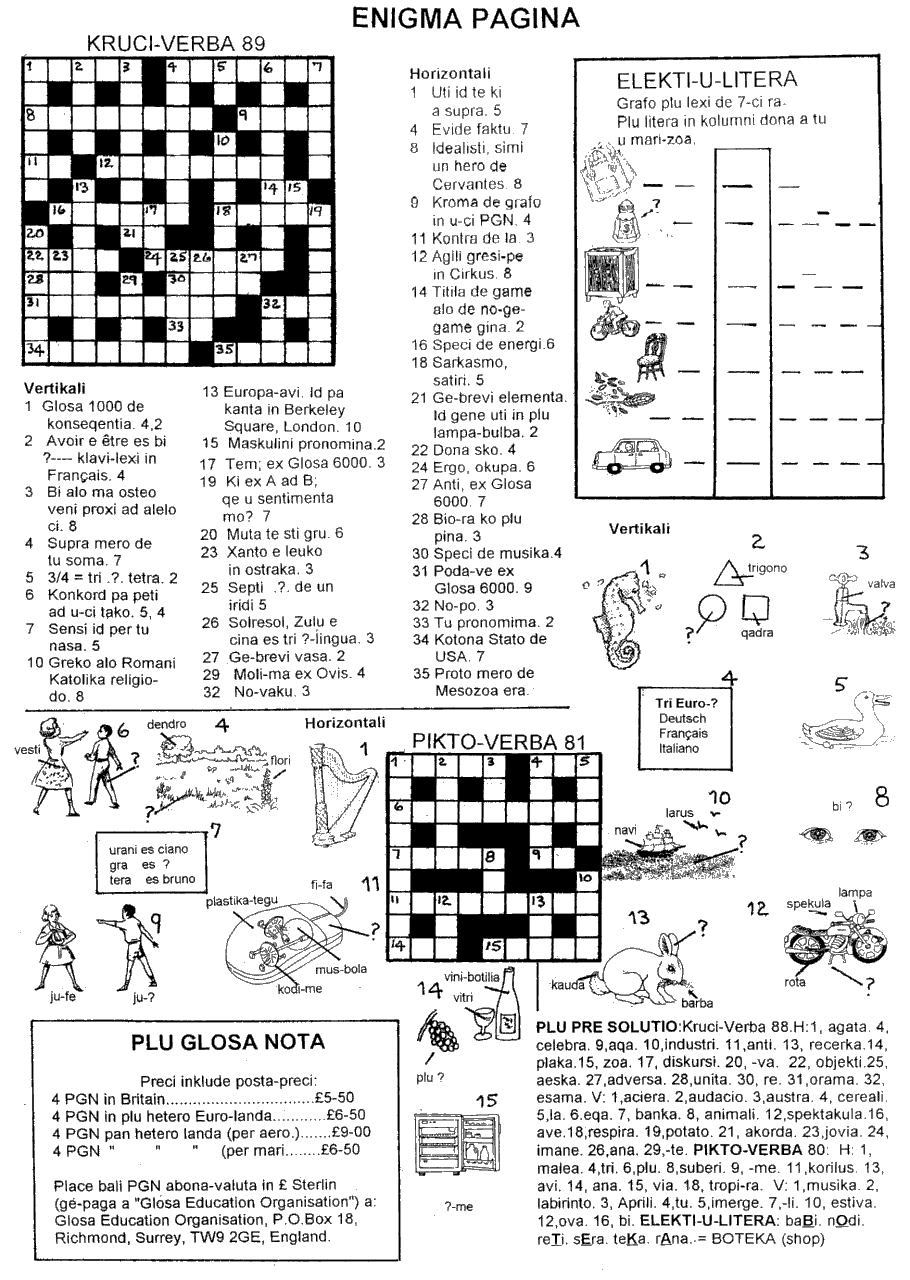 ENIGMA PAGINA
KRUCI-VERBA 89
1 2 3 4 5 6 7
8 9
10
11 12
13 14 15
16 17 18 19
20 21
22 23 24 25 26 27
28 29 30
31 32
33
34 35
Vertikali
1 Glosa 1000 de
konseqentia. 4,2
2 Avoir e être es bi
?---- klavi-lexi in
Français. 4
3 Bi alo ma osteo
veni proxi ad alelo
ci. 8
4 Supra mero de
tu soma. 7
5 3/4 = tri .?. tetra. 2
6 Konkord pa peti
ad u-ci tako. 5, 4
7 Sensi id per tu
nasa. 5
10 Greko alo Romani
Katolika religio-
do. 8
13 Europa-avi. Id pa
kanta in Berkeley
Square, London. 10
15 Maskulini pronomina.2
17 Tem; ex Glosa 6000. 3
19 Ki ex A ad B;
qe u sentimenta
mo? 7
20 Muta te sti gru. 6
23 Xanto e leuko
in ostraka. 3
25 Septi .?. de un
iridi 5
26 Solresol, Zulu e
cina es tri ?-lingua. 3
27 Ge-brevi vasa. 2
29 Moli-ma ex Ovis. 4
32 No-vaku. 3
Horizontali
1 Uti id te ki
a supra. 5
4 Evide faktu. 7
8 Idealisti, simi
un hero de
Cervantes. 8
9 Kroma de grafo
in u-ci PGN. 4
11 Kontra de la. 3
12 Agili gresi-pe
in Cirkus. 8
14 Titila de game
alo de no-ge-
game gina. 2
16 Speci de energi.6
18 Sarkasmo,
satiri. 5
21 Ge-brevi elementa.
Id gene uti in plu
lampa-bulba. 2
22 Dona sko. 4
24 Ergo, okupa. 6
27 Anti, ex Glosa
6000. 7
28 Bio-ra ko plu
pina. 3
30 Speci de musika.4
31 Poda-ve ex
Glosa 6000. 9
32 No-po. 3
33 Tu pronomima. 2
34 Kotona Stato de
USA. 7
35 Proto mero de
Mesozoa era.
ELEKTI-U-LITERA
Grafo plu lexi de 7-ci ra.
Plu litera in kolumni dona a tu
u mari-zoa.
?
Vertikali
1
2
trigono
?
qadra
3
valva
?
4
Tri Euro-?
Deutsch
Français
Italiano
5
6
vesti
?
4
dendro
flori
?
Horizontali
1
PIKTO-VERBA 81
1 2 3 4 5
6
7 8 9
10
11 12 13
14 15
7
urani es ciano
gra es ?
tera es bruno
10
larus
navi
?
8
bi ?
9
ju-fe
ju-?
11
fi-fa
plastika-tegu
?
mus-bola
kodi-me
13
?
kauda
barba
12
lampa
spekula
rota
?
14
vini-botilia
vitri
plu ?
15
?-me
PLU GLOSA NOTA
Preci inklude posta-preci:
4 PGN in Britain................................£5-50
4 PGN in plu hetero Euro-landa...........£6-50
4 PGN pan hetero landa (per aero.).......£9-00
4 PGN " " " (per mari.......£6-50
Place bali PGN abona-valuta in £ Sterlin
(gé-paga a "Glosa Education Organisation") a:
Glosa Education Organisation, P.O.Box 18,
Richmond, Surrey, TW9 2GE, England.
PLU PRE SOLUTIO:Kruci-Verba 88.H:1, agata. 4,
celebra. 9,aqa. 10,industri. 11,anti. 13, recerka.14,
plaka.15, zoa. 17, diskursi. 20, -va. 22, objekti.25,
aeska. 27,adversa. 28,unita. 30, re. 31,orama. 32,
esama. V: 1,aciera. 2,audacio. 3,austra. 4, cereali.
5,la. 6.eqa. 7, banka. 8, animali. 12,spektakula.16,
ave.18,respira. 19,potato. 21, akorda. 23,jovia. 24,
imane. 26,ana. 29,-te. PIKTO-VERBA 80: H: 1,
malea. 4,tri. 6,plu. 8,suberi. 9, -me. 11,korilus. 13,
avi. 14, ana. 15, via. 18, tropi-ra. V: 1,musika. 2,
labirinto. 3, Aprili. 4,tu. 5,imerge. 7,-li. 10, estiva.
12,ova. 16, bi. ELEKTI-U-LITERA: baBi. nOdi.
reTi. sEra. teKa. rAna.= BOTEKA (shop)